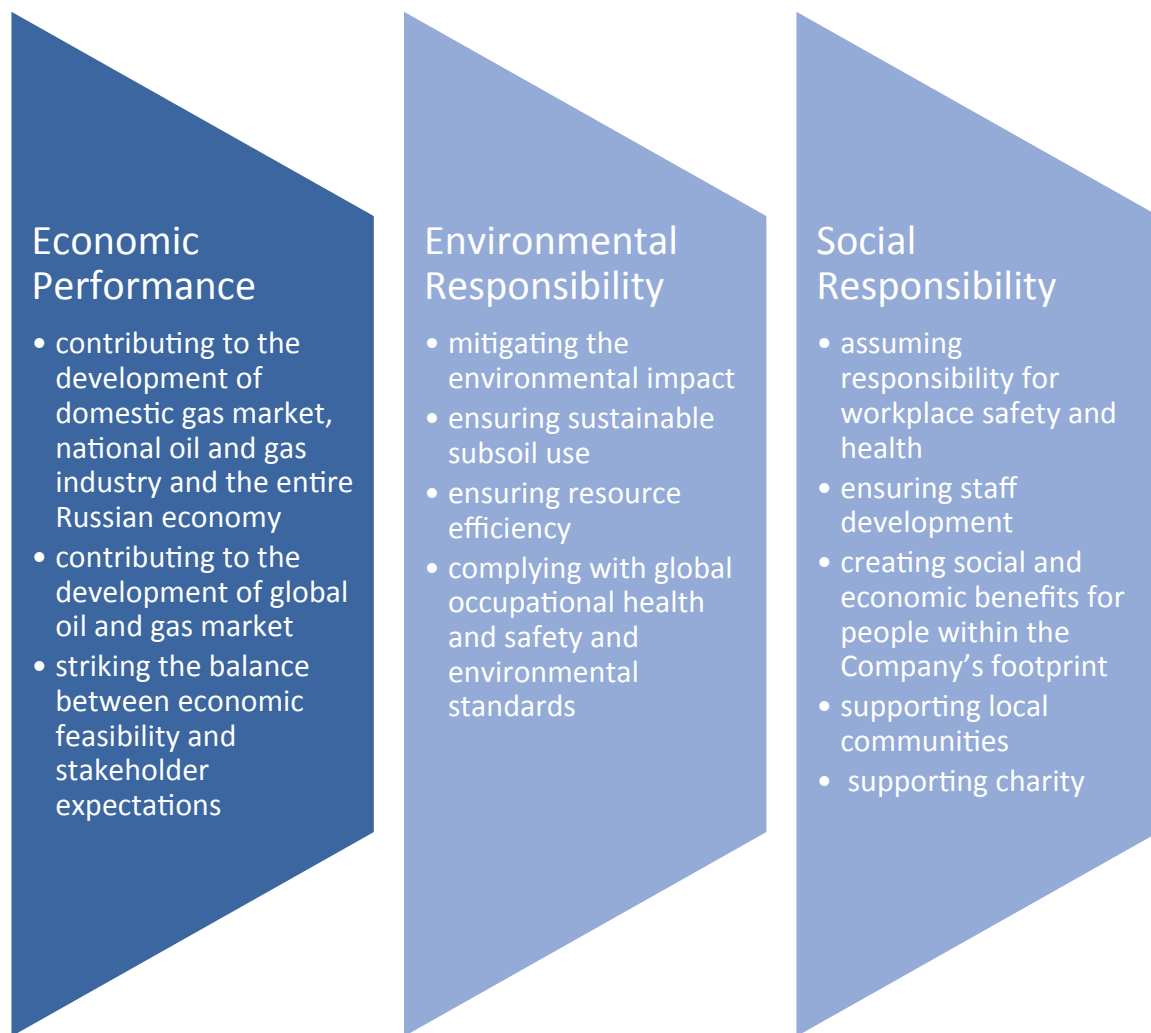 Economic
Performance
• contributing to the
development of
domestic gas market,
national oil and gas
industry and the entire
Russian economy
• contributing to the
development of global
oil and gas market
• striking the balance
between economic
feasibility and
stakeholder
expectations
Environmental
Responsibility
• mitigating the
environmental impact
• ensuring sustainable
subsoil use
• ensuring resource
efficiency
• complying with global
occupational health
and safety and
environmental
standards
Social
Responsibility
• assuming
responsibility for
workplace safety and
health
• ensuring staff
development
• creating social and
economic benefits for
people within the
Company’s footprint
• supporting local
communities
• supporting charity